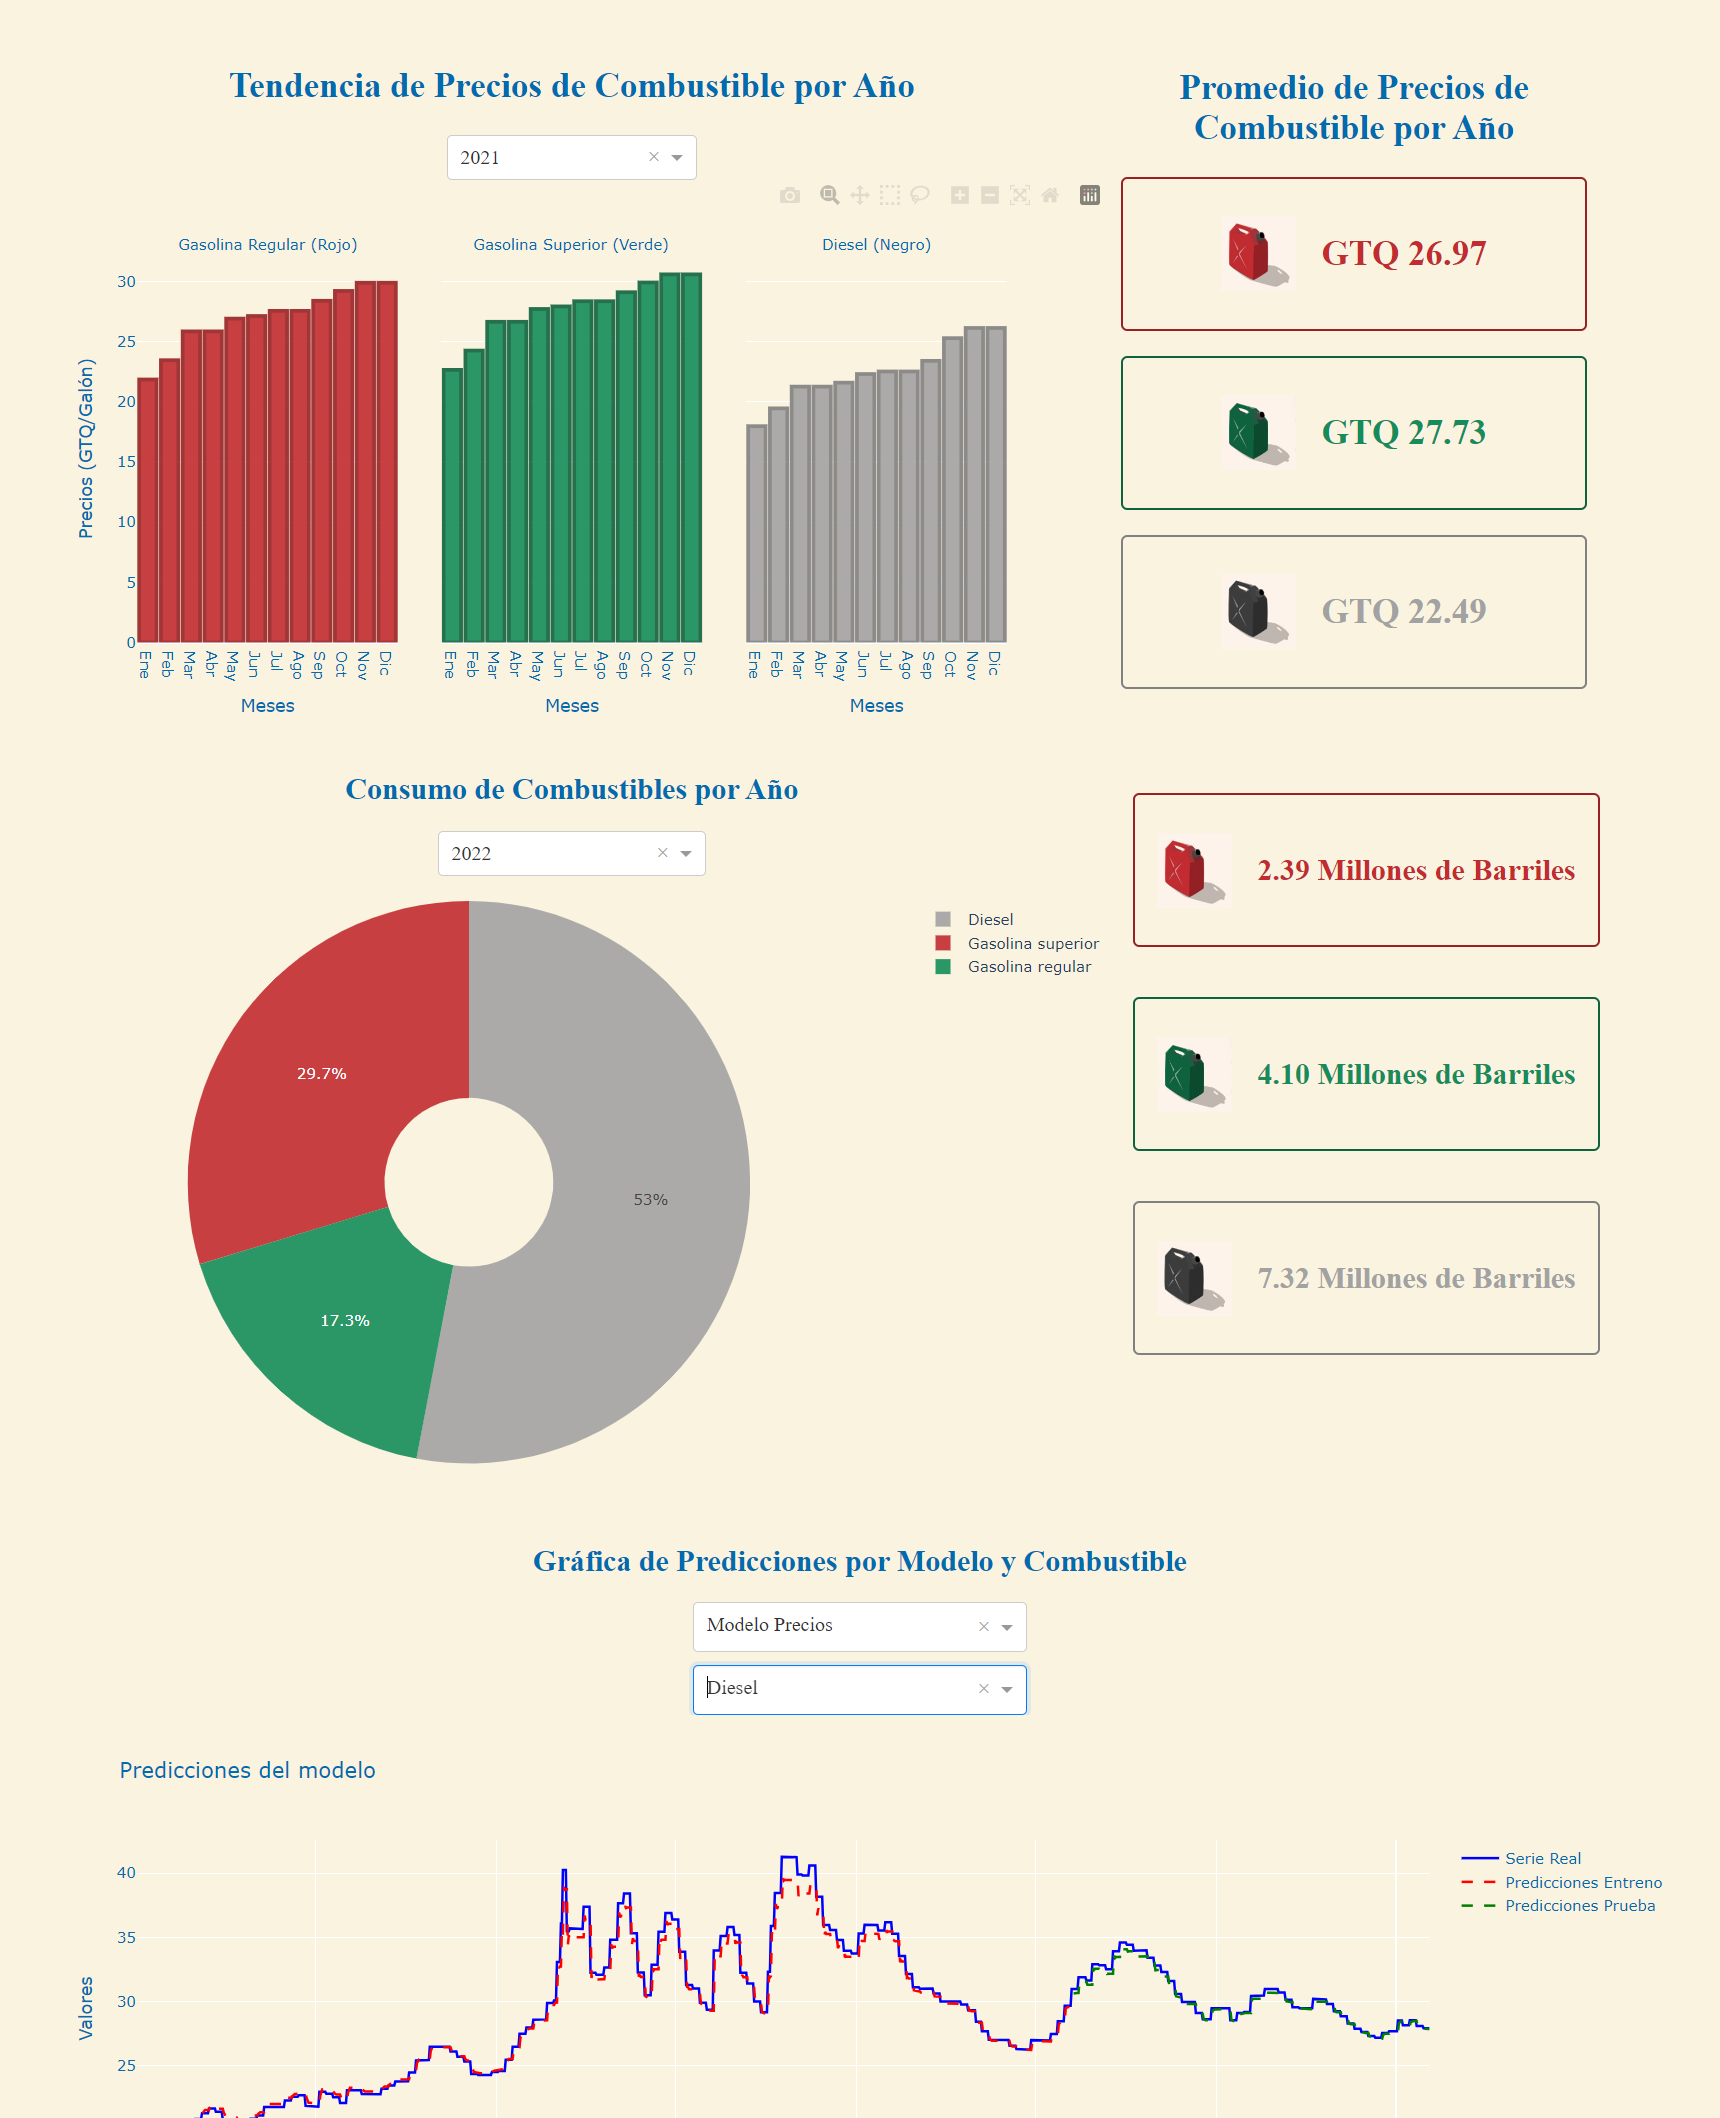 Tendencia de Precios de Combustible por Año
2021
Gasolina Regular (Rojo)
Gasolina Superior (Verde)
Diesel (Negro)
Precios (GTQ/Galón)
30
25
20
15
10
5
0
Ene Feb Mar Abr May Jun Jul Ago Sep Oct Nov Dic
Ene Feb Mar Abr May Jun Jul Ago Sep Oct Nov Dic
Ene Feb Mar Abr May Jun Jul Ago Sep Oct Nov Dic
Meses
Meses
Meses
Promedio de Precios de
Combustible por Año
GTQ 26.97
GTQ 27.73
GTQ 22.49
Consumo de Combustibles por Año
2022
Diesel
Gasolina superior
Gasolina regular
29.7%
53%
17.3%
2.39 Millones de Barriles
4.10 Millones de Barriles
7.32 Millones de Barriles
Gráfica de Predicciones por Modelo y Combustible
Modelo Precios
Diesel
Predicciones del modelo
Valores
40
35
30
25
Serie Real
Predicciones Entreno
Predicciones Prueba